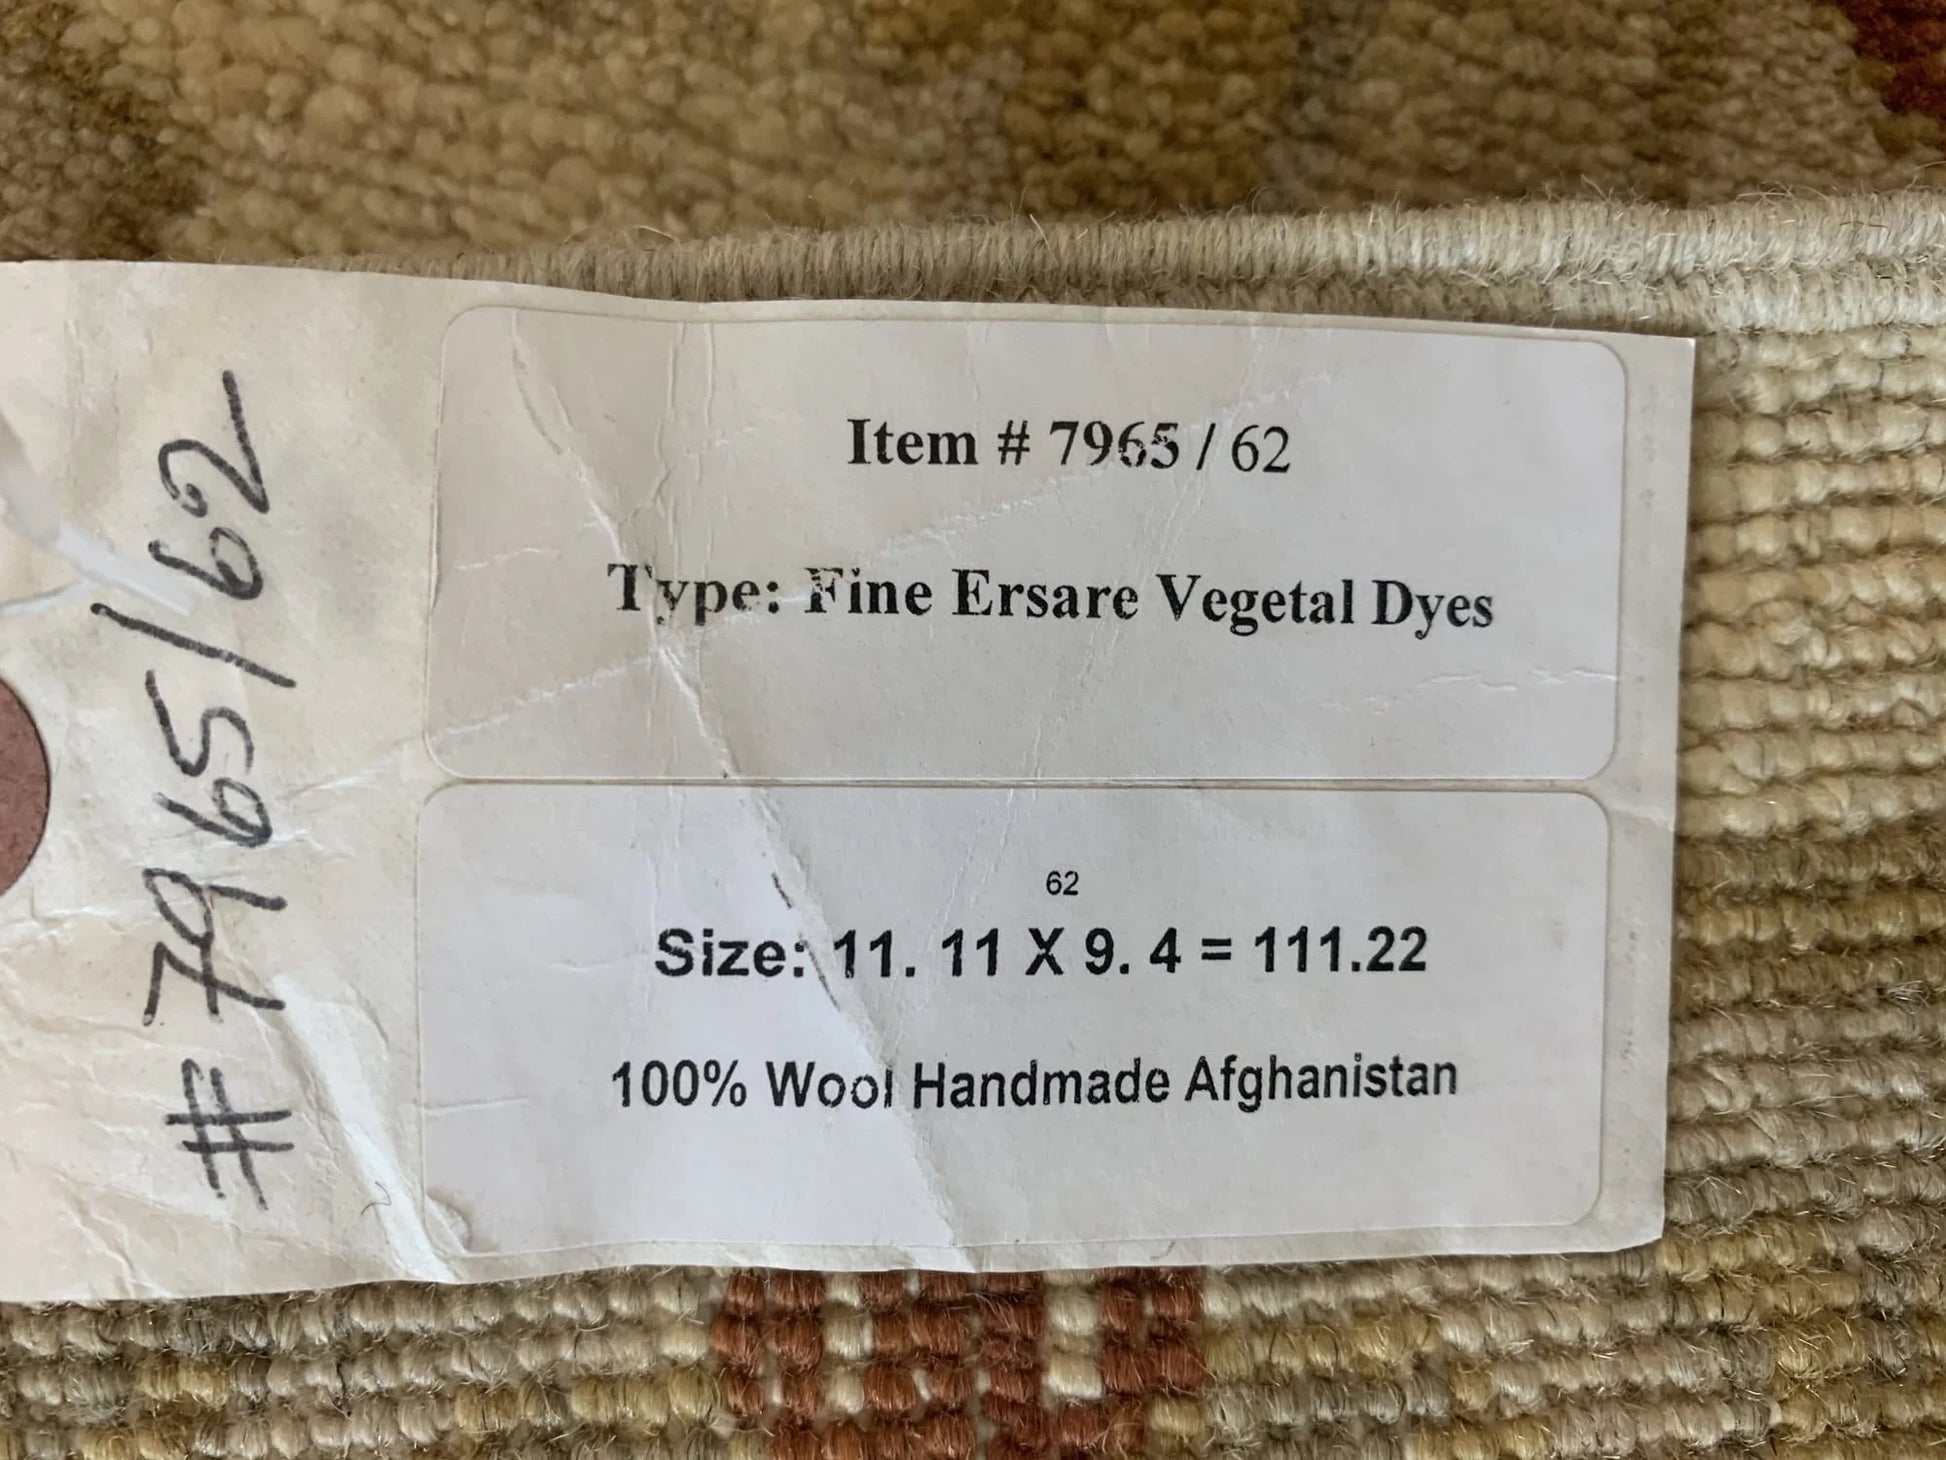 # 7965/62
Item # 7965 / 62
Type: Fine Ersare Vegetal Dyes
62
Size: 11. 11 X 9. 4 = 111.22
100% Wool Handmade Afghanistan